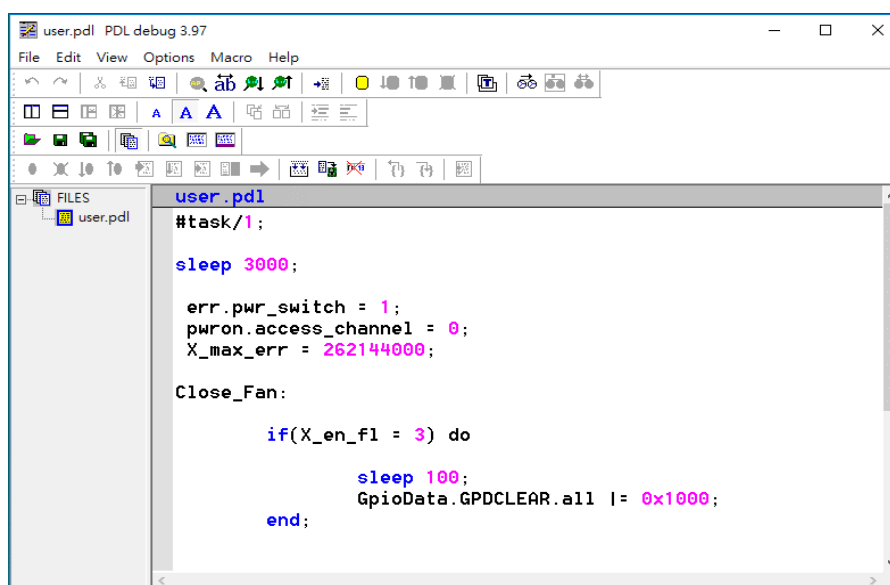 user.pdl PDL debug 3.97
File Edit View Options Macro Help
FILES
user.pdl
user.pdl
#task/1;
sleep 3000;
err.pwr_switch = 1;
pwron.access_channel = 0;
X_max_err = 262144000;
Close_Fan:
if(X_en_fl = 3) do
sleep 100;
GpioData.GPDCLEAR.all |= 0x1000;
end;